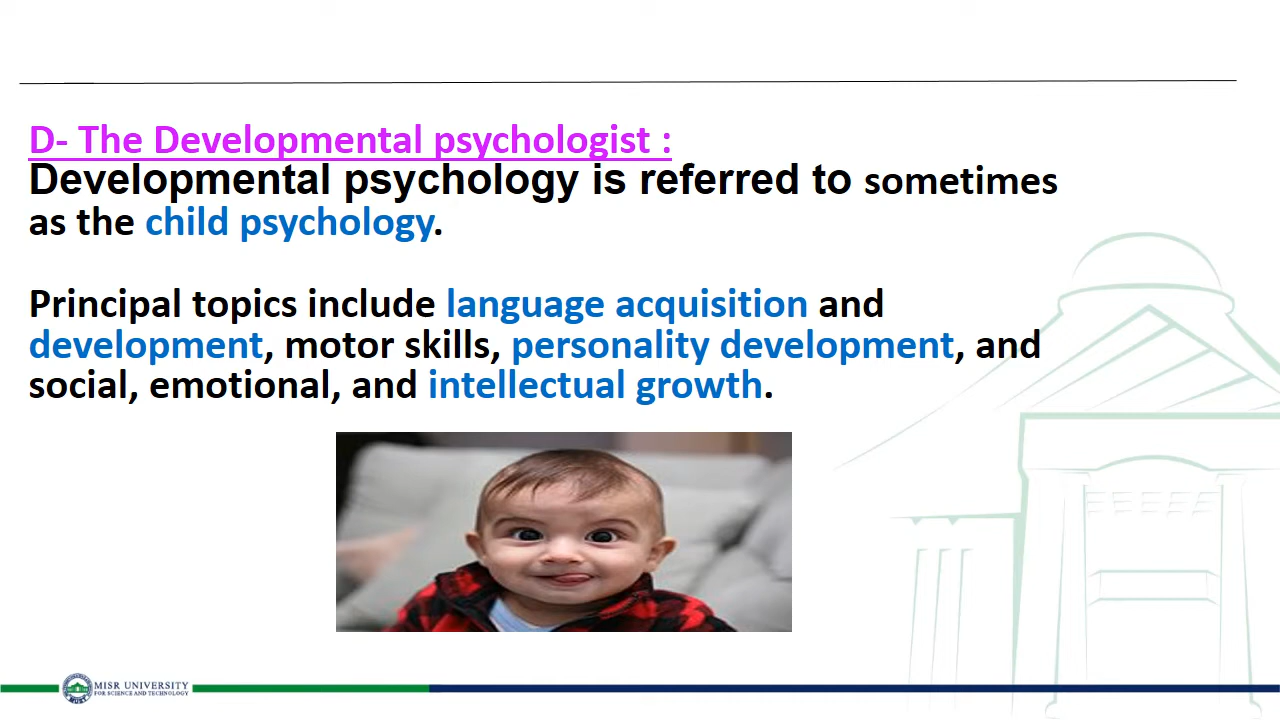 D- The Developmental psychologist :
Developmental psychology is referred to sometimes
as the child psychology.
Principal topics include language acquisition and
development, motor skills, personality development, and
social, emotional, and intellectual growth.
MISR UNIVERSITY
FOR SCIENCE AND TECHNOLOGY
MUST